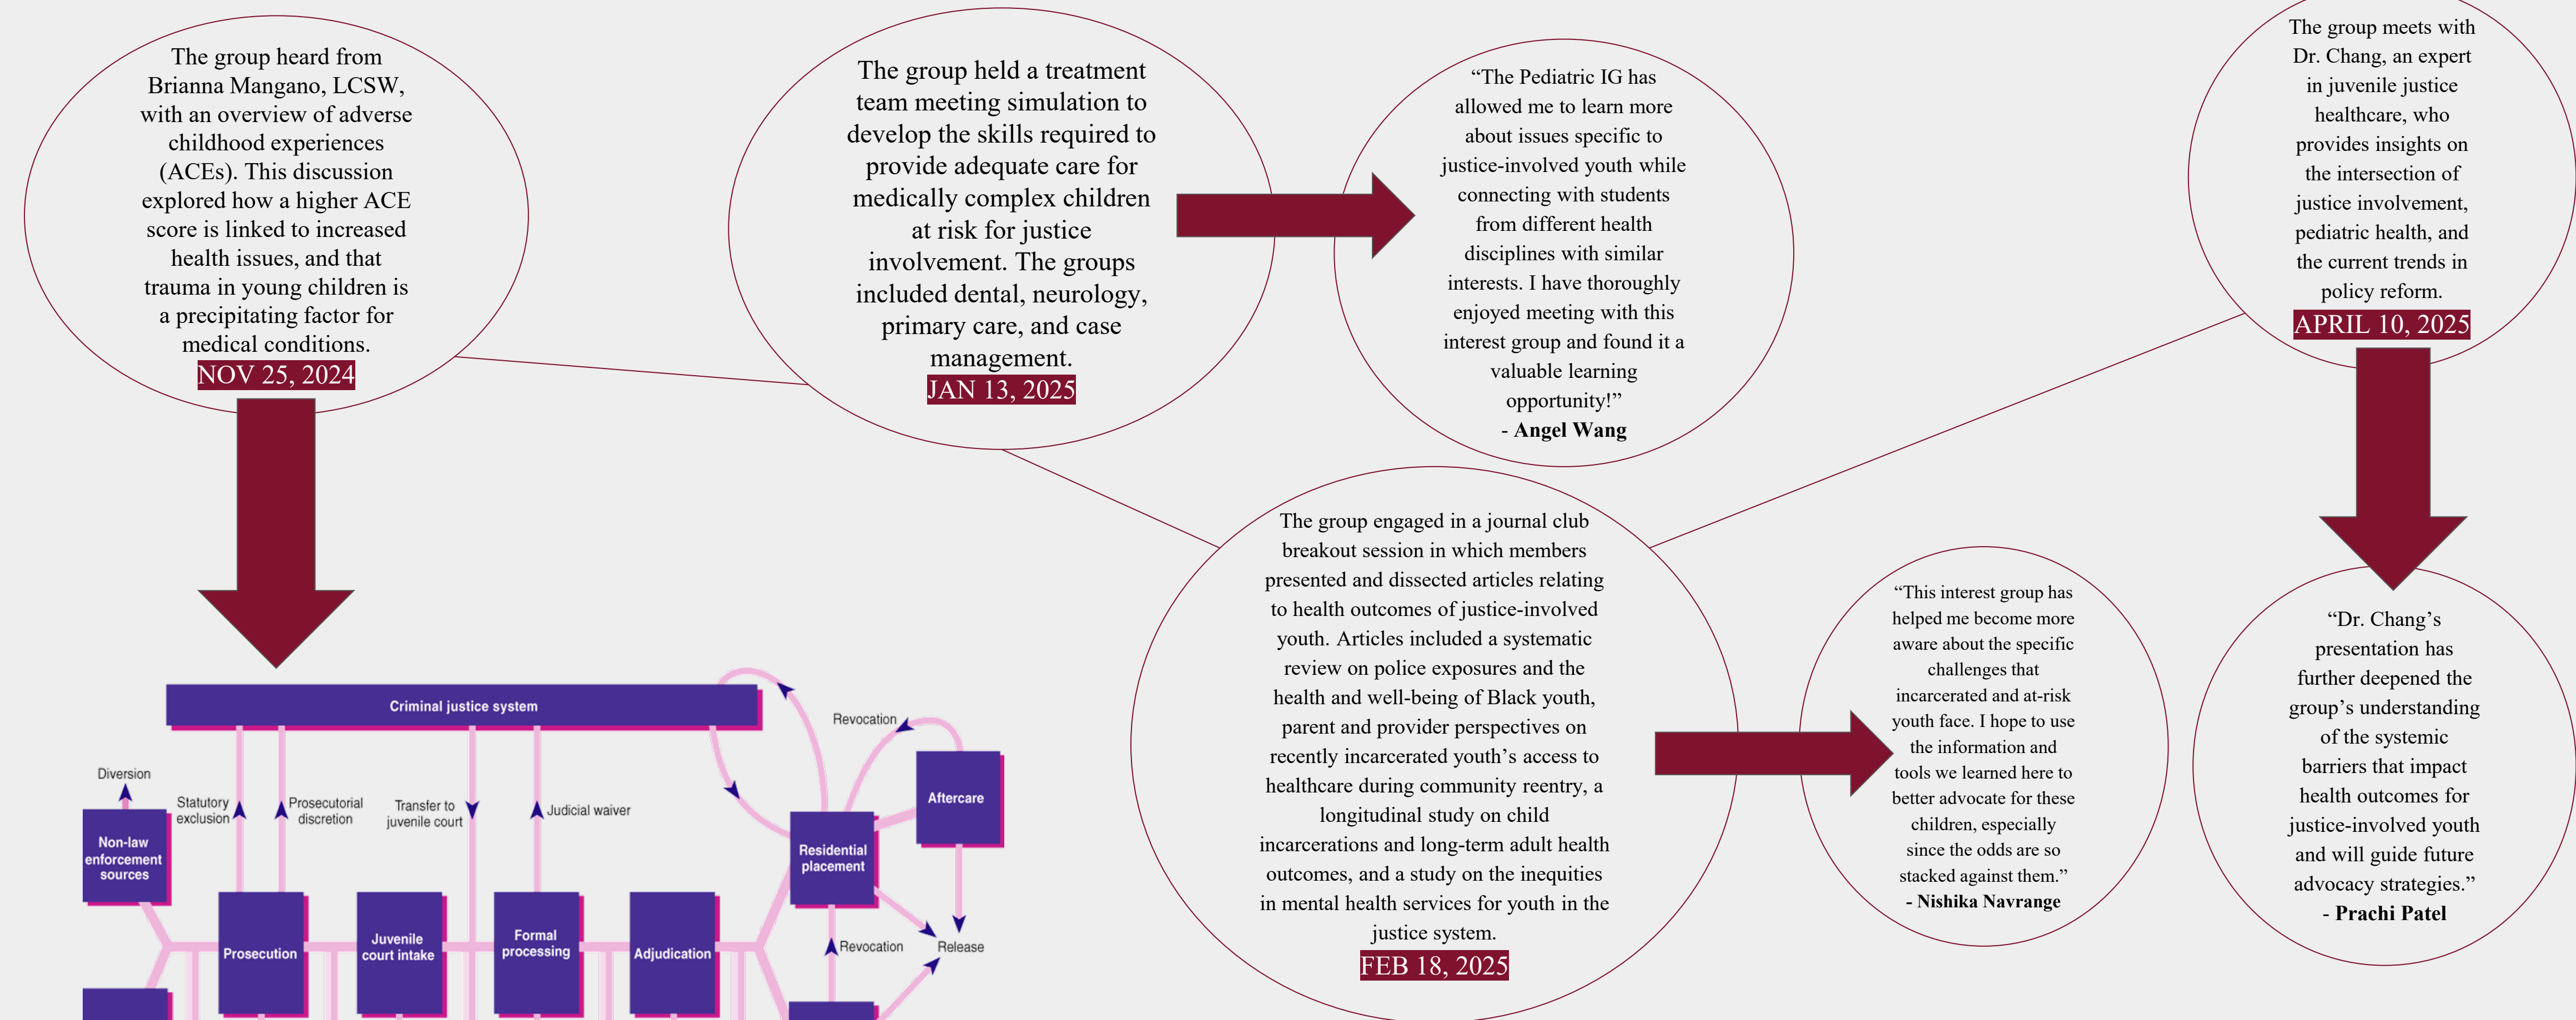 The group heard from
Brianna Mangano, LCSW,
with an overview of adverse
childhood experiences
(ACEs). This discussion
explored how a higher ACE
score is linked to increased
health issues, and that
trauma in young children is
a precipitating factor for
medical conditions.
NOV 25, 2024
The group held a treatment
team meeting simulation to
develop the skills required to
provide adequate care for
medically complex children
at risk for justice
involvement. The groups
included dental, neurology,
primary care, and case
management.
JAN 13, 2025
“The Pediatric IG has
allowed me to learn more
about issues specific to
justice-involved youth while
connecting with students
from different health
disciplines with similar
interests. I have thoroughly
enjoyed meeting with this
interest group and found it a
valuable learning
opportunity!”
- Angel Wang
The group meets with
Dr. Chang, an expert
in juvenile justice
healthcare, who
provides insights on
the intersection of
justice involvement,
pediatric health, and
the current trends in
policy reform.
APRIL 10, 2025
The group engaged in a journal club
breakout session in which members
presented and dissected articles relating
to health outcomes of justice-involved
youth. Articles included a systematic
review on police exposures and the
health and well-being of Black youth,
parent and provider perspectives on
recently incarcerated youth’s access to
healthcare during community reentry, a
longitudinal study on child
incarcerations and long-term adult health
outcomes, and a study on the inequities
in mental health services for youth in the
justice system.
FEB 18, 2025
“This interest group has
helped me become more
aware about the specific
challenges that
incarcerated and at-risk
youth face. I hope to use
the information and
tools we learned here to
better advocate for these
children, especially
since the odds are so
stacked against them.”
- Nishika Navrange
“Dr. Chang’s
presentation has
further deepened the
group’s understanding
of the systemic
barriers that impact
health outcomes for
justice-involved youth
and will guide future
advocacy strategies.”
- Prachi Patel
Criminal justice system
Revocation
Diversion
Statutory
exclusion
Prosecutorial
discretion
Transfer to
juvenile court
Judicial waiver
Aftercare
Non-law
enforcement
sources
Residential
placement
Prosecution
Juvenile
court intake
Formal
processing
Adjudication
Revocation
Release